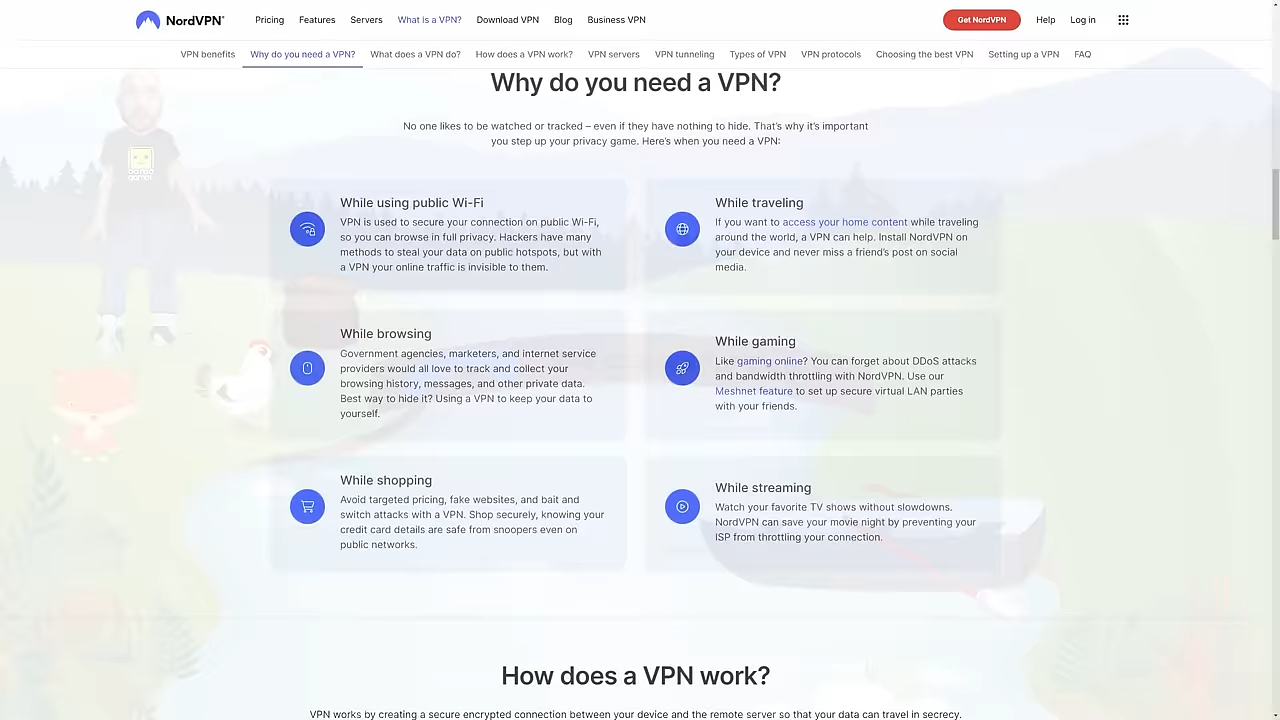 NordVPN®
Pricing Features Servers What is a VPN? Download VPN Blog Business VPN Get NordVPN Help Log in
VPN benefits Why do you need a VPN? What does a VPN do? How does a VPN work? VPN servers VPN tunneling Types of VPN VPN protocols Choosing the best VPN Setting up a VPN FAQ
Why do you need a VPN?
No one likes to be watched or tracked – even if they have nothing to hide. That's why it's important
you step up your privacy game. Here's when you need a VPN:
While using public Wi-Fi
VPN is used to secure your connection on public Wi-Fi,
so you can browse in full privacy. Hackers have many
methods to steal your data on public hotspots, but with
a VPN your online traffic is invisible to them.
While traveling
If you want to access your home content while traveling
around the world, a VPN can help. Install NordVPN on
your device and never miss a friend's post on social
media.
While browsing
Government agencies, marketers, and internet service
providers would all love to track and collect your
browsing history, messages, and other private data.
Best way to hide it? Using a VPN to keep your data to
yourself.
While gaming
Like gaming online? You can forget about DDoS attacks
and bandwidth throttling with NordVPN. Use our
Meshnet feature to set up secure virtual LAN parties
with your friends.
While shopping
Avoid targeted pricing, fake websites, and bait and
switch attacks with a VPN. Shop securely, knowing your
credit card details are safe from snoopers even on
public networks.
While streaming
Watch your favorite TV shows without slowdowns.
NordVPN can save your movie night by preventing your
ISP from throttling your connection.
How does a VPN work?
VPN works by creating a secure encrypted connection between your device and the remote server so that your data can travel in secrecy.